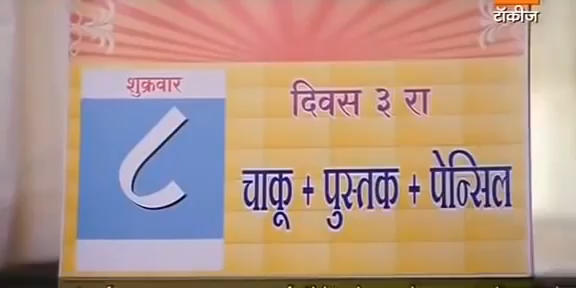 टॉकीज
शुक्रवार
८
दिवस ३ रा
चाकू + पुस्तक + पेन्सिल